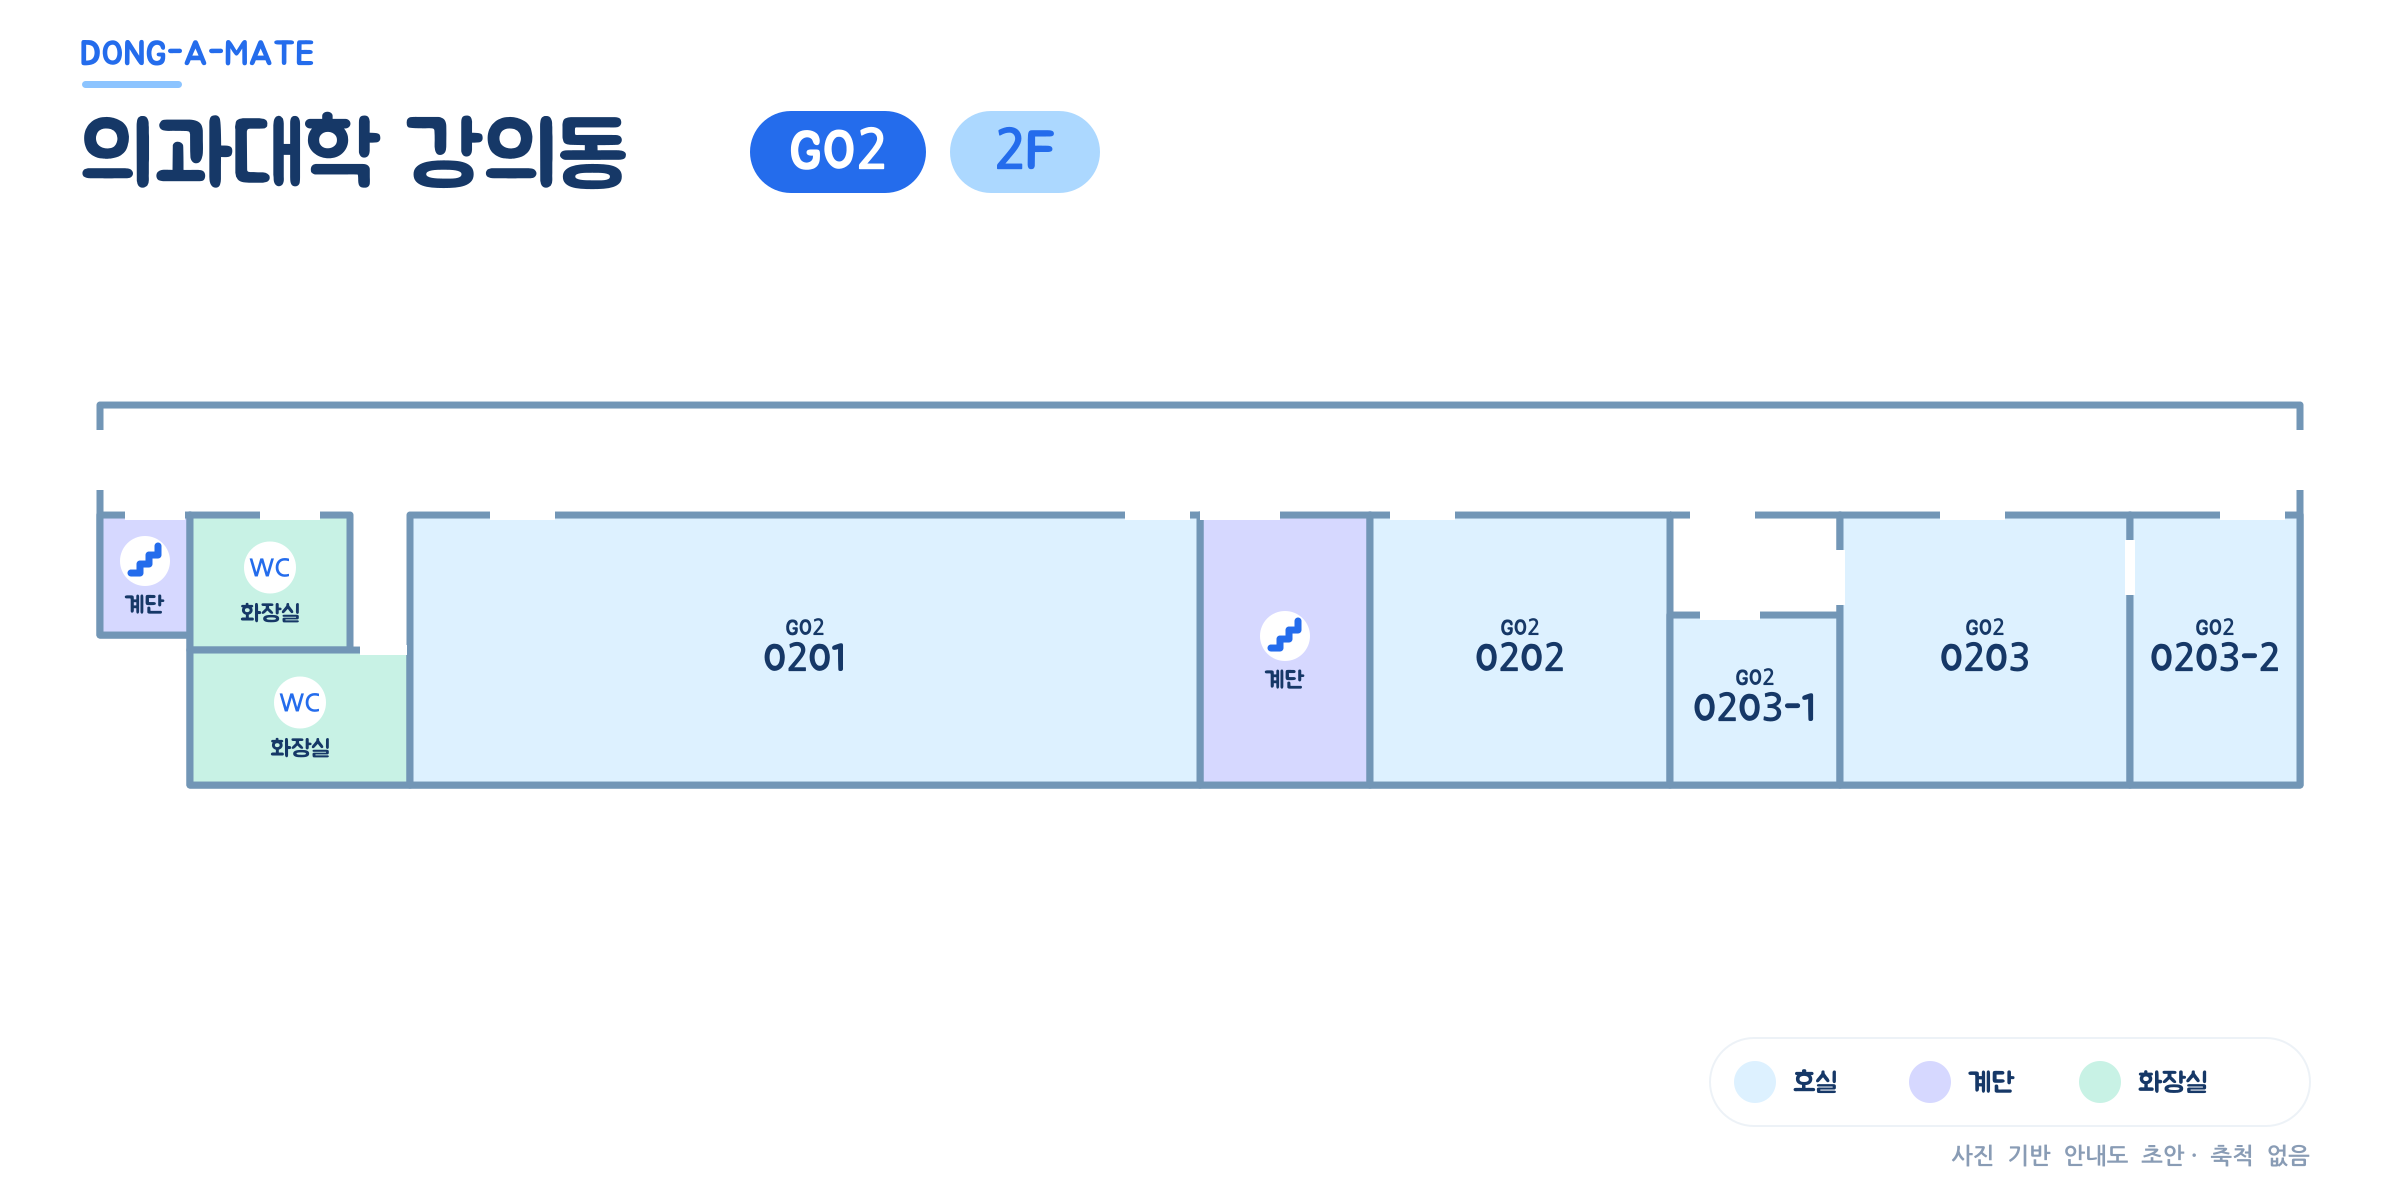 DONG-A-MATE
의과대학 강의동
G02
2F
계단
WC
화장실
WC
화장실
G02
0201
계단
G02
0202
G02
0203-1
G02
0203
G02
0203-2
호실
계단
화장실
사진 기반 안내도 초안 · 축척 없음